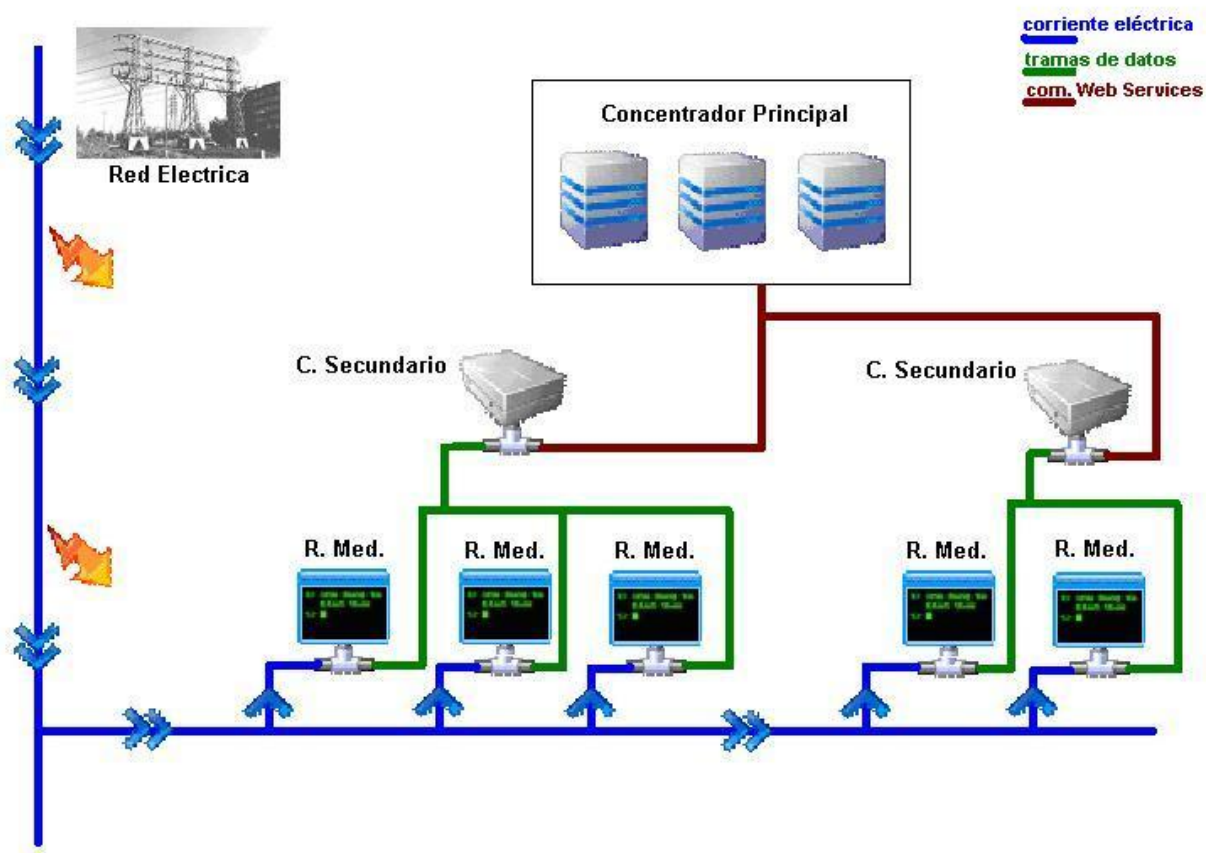 corriente eléctrica
tramas de datos
com. Web Services
Concentrador Principal
Red Electrica
C. Secundario
C. Secundario
R. Med.
R. Med.
R. Med.
R. Med.
R. Med.